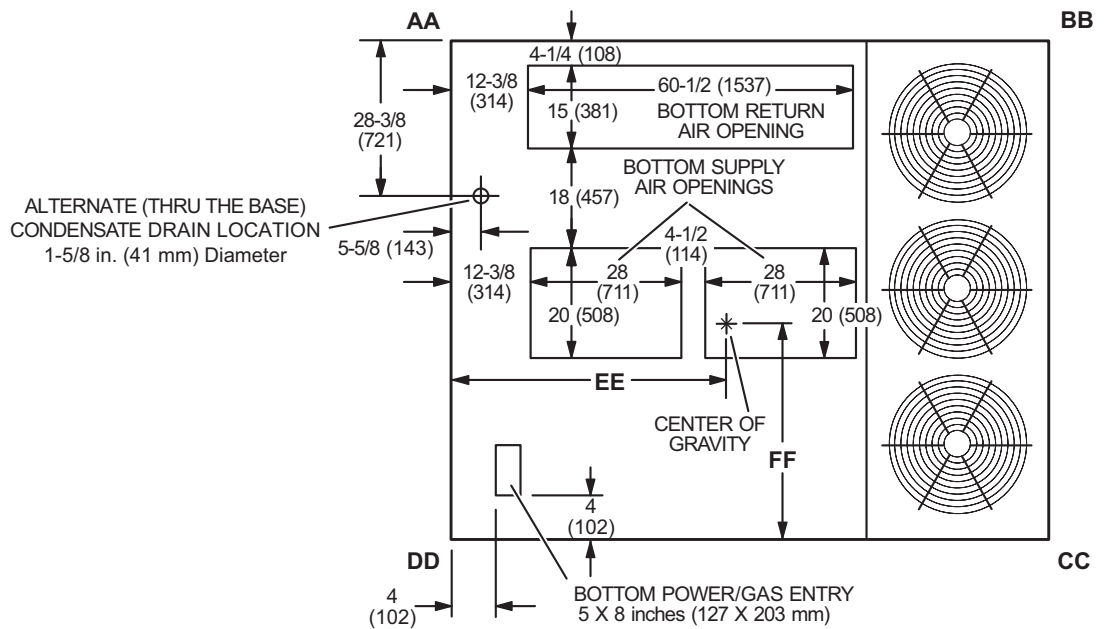 AA
BB
4-1/4 (108)
12-3/8
(314)
60-1/2 (1537)
15 (381)
BOTTOM RETURN
AIR OPENING
28-3/8
(721)
BOTTOM SUPPLY
AIR OPENINGS
18 (457)
ALTERNATE (THRU THE BASE)
CONDENSATE DRAIN LOCATION
1-5/8 in. (41 mm) Diameter
5-5/8 (143)
4-1/2
(114)
12-3/8
(314)
28
(711)
28
(711)
20 (508)
20 (508)
EE
CENTER OF
GRAVITY
FF
4
(102)
DD
CC
BOTTOM POWER/GAS ENTRY
5 X 8 inches (127 X 203 mm)
4
(102)